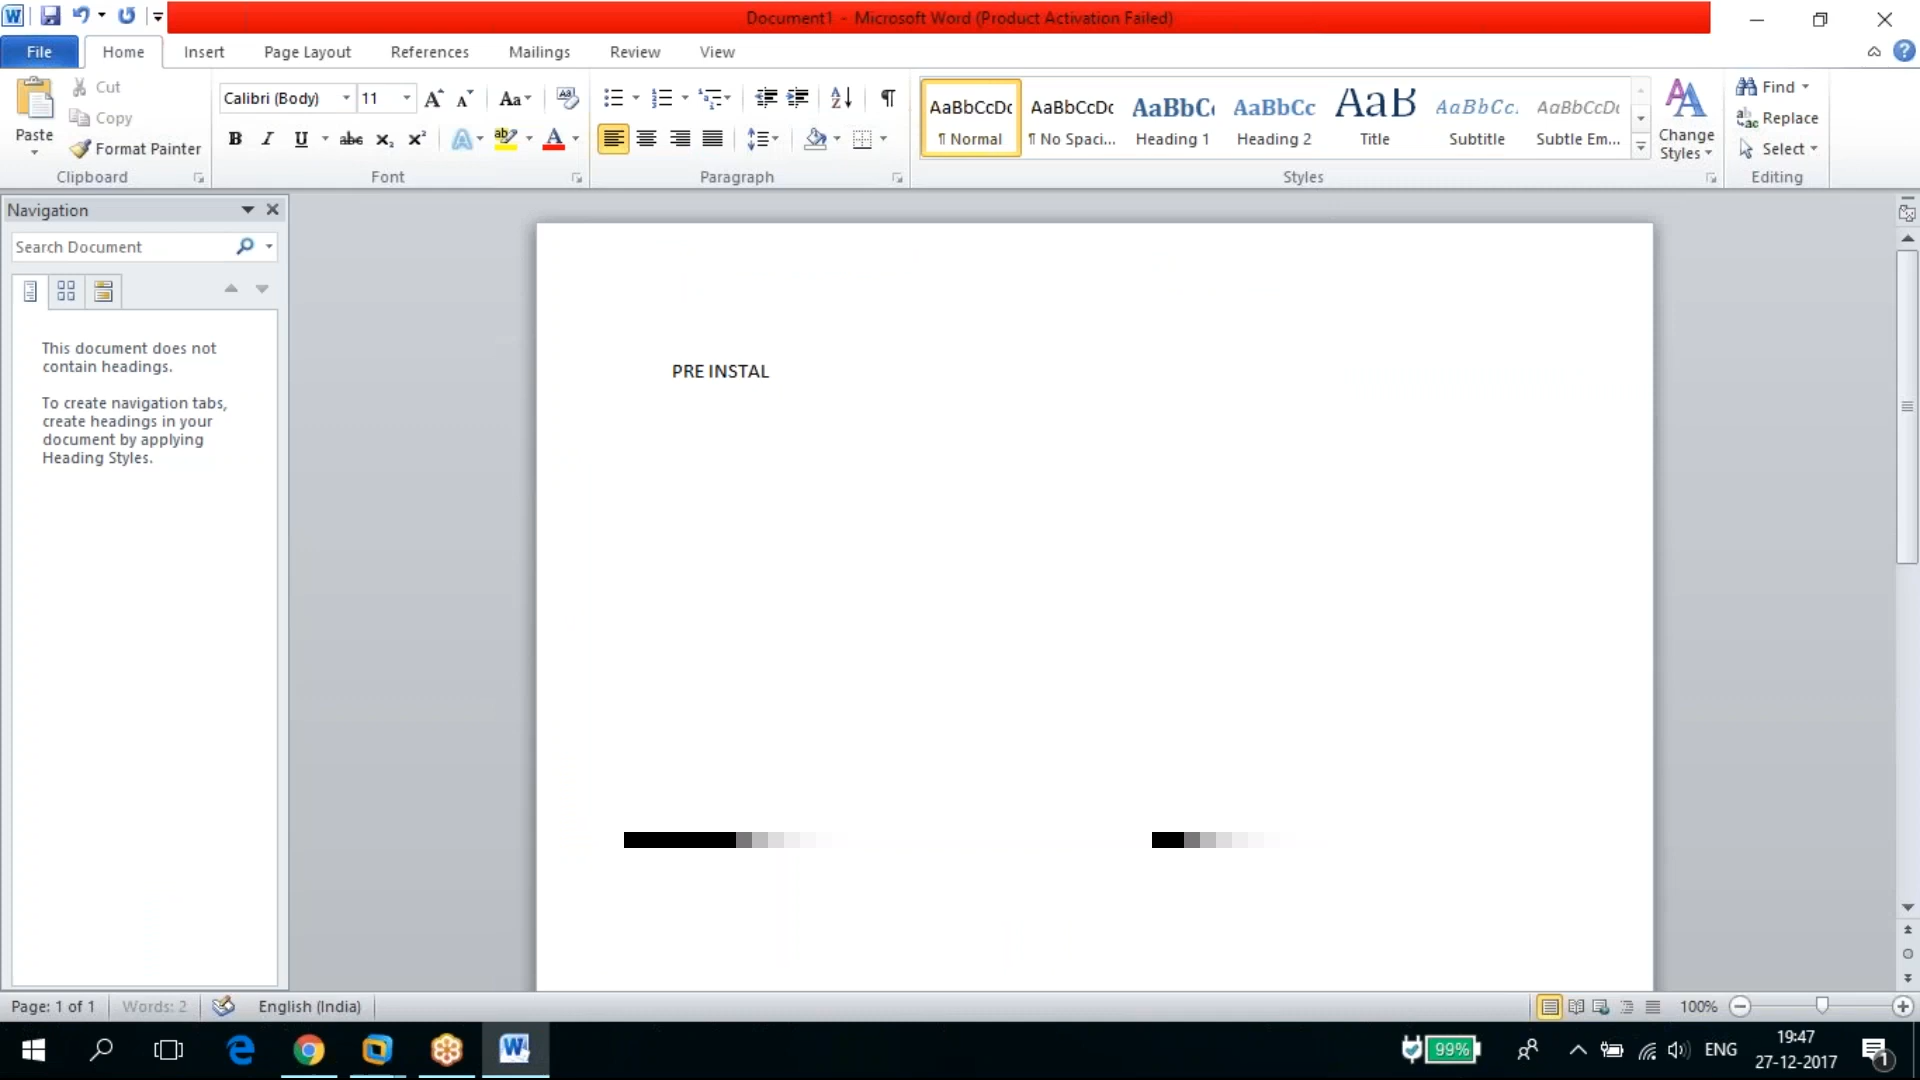 Document1 - Microsoft Word (Product Activation Failed)
File Home Insert Page Layout References Mailings Review View
Paste
Cut
Copy
Format Painter
Clipboard
Calibri (Body) 11
Font
Paragraph
AaBbCcDc AaBbCcDc AaBbC AaBbCc AaB AaBbCc. AaBbCcDc
¶ Normal ¶ No Spaci... Heading 1 Heading 2 Title Subtitle Subtle Em...
Styles
Change Styles
Find
Replace
Select
Editing
Navigation
Search Document
This document does not
contain headings.
To create navigation tabs,
create headings in your
document by applying
Heading Styles.
PRE INSTAL
Page: 1 of 1 Words: 2 English (India) 100%
99% ENG 19:47
27-12-2017
1